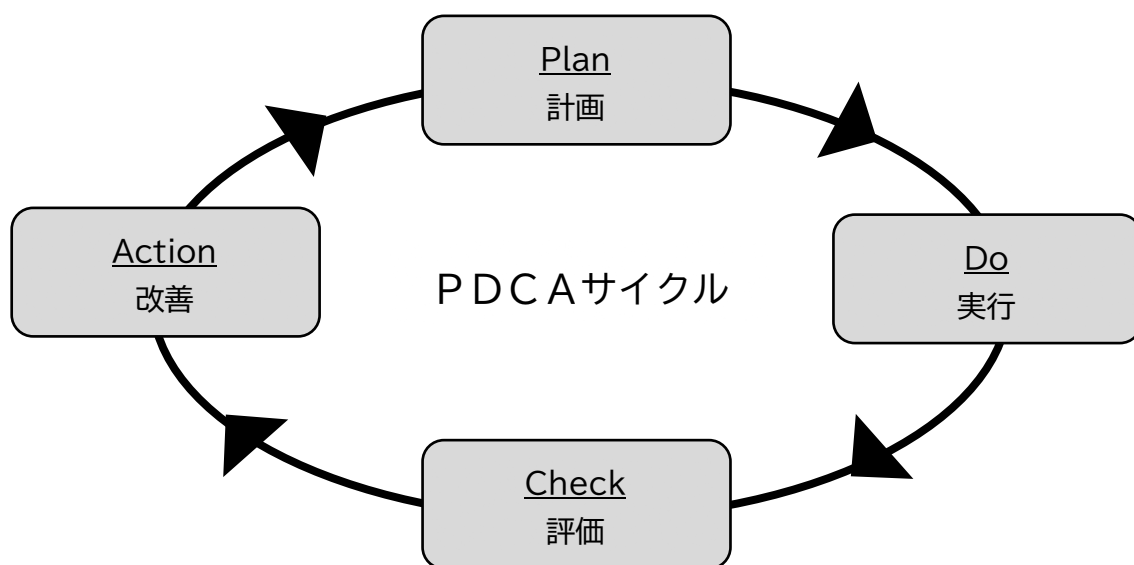 Plan
計画
Action
改善
PDCAサイクル
Do
実行
Check
評価